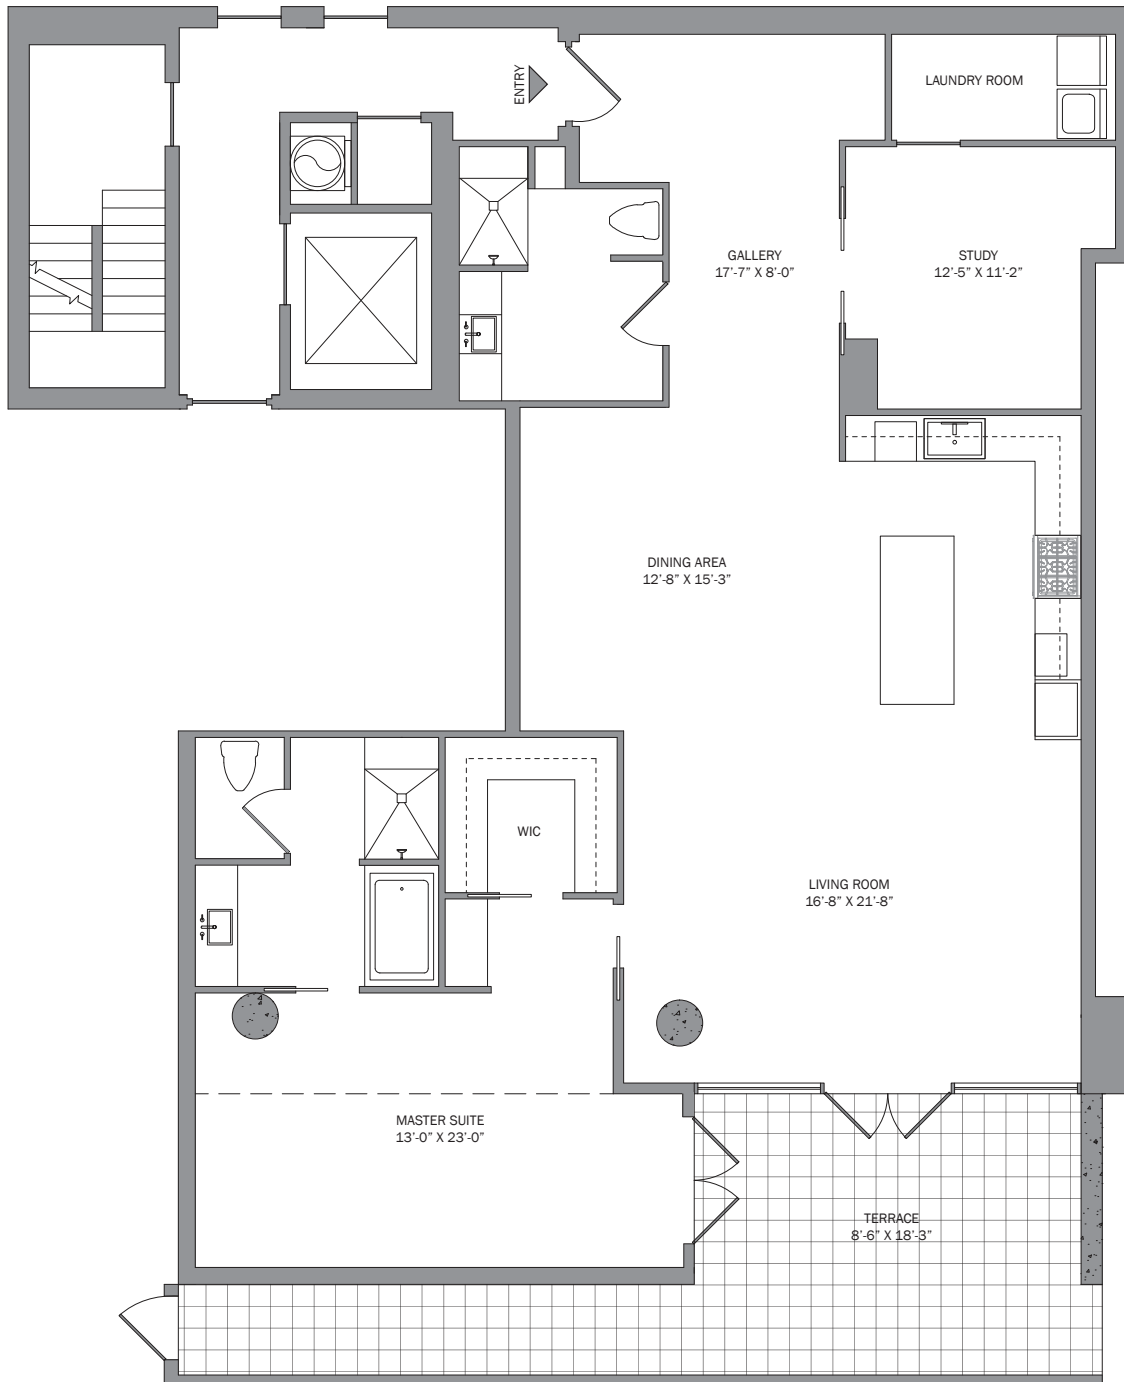 ENTRY
LAUNDRY ROOM
GALLERY
17'-7" X 8'-0"
STUDY
12'-5" X 11'-2"
DINING AREA
12'-8" X 15'-3"
WIC
LIVING ROOM
16'-8" X 21'-8"
MASTER SUITE
13'-0" X 23'-0"
TERRACE
8'-6" X 18'-3"